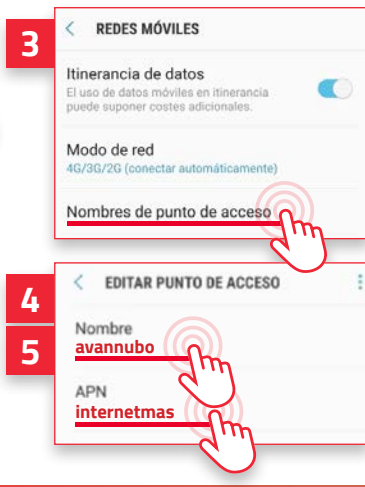 3
< REDES MÓVILES
Itinerancia de datos
El uso de datos móviles en itinerancia
puede suponer costes adicionales.
Modo de red
4G/3G/2G (conectar automáticamente)
Nombres de punto de acceso
4
< EDITAR PUNTO DE ACCESO
5
Nombre
avannubo
APN
internetmas